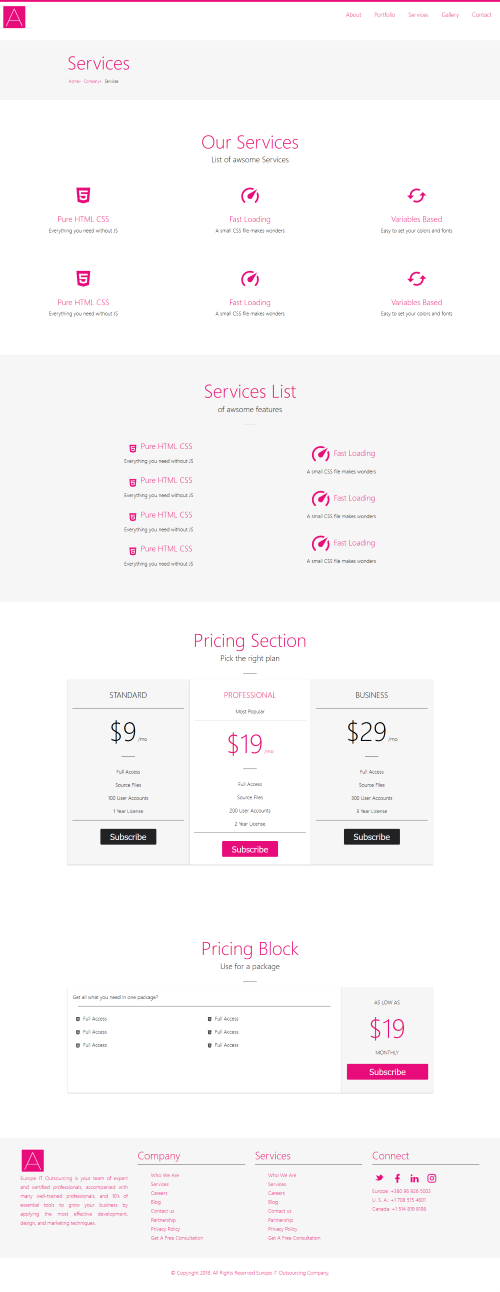 A
About Portfolio Services Gallery Contact
Services
Home> Company> Services
Our Services
List of awsome Services
Pure HTML CSS
Everything you need without JS
Fast Loading
A small CSS file makes wonders
Variables Based
Easy to set your colors and fonts
Pure HTML CSS
Everything you need without JS
Fast Loading
A small CSS file makes wonders
Variables Based
Easy to set your colors and fonts
Services List
of awsome features
Pure HTML CSS
Everything you need without JS
Pure HTML CSS
Everything you need without JS
Pure HTML CSS
Everything you need without JS
Pure HTML CSS
Everything you need without JS
Fast Loading
A small CSS file makes wonders
Fast Loading
A small CSS file makes wonders
Fast Loading
A small CSS file makes wonders
Pricing Section
Pick the right plan
STANDARD
$9 /mo
Full Access
Source Files
100 User Accounts
1 Year License
Subscribe
PROFESSIONAL
Most Popular
$19 /mo
Full Access
Source Files
200 User Accounts
2 Year License
Subscribe
BUSINESS
$29 /mo
Full Access
Source Files
300 User Accounts
3 Year License
Subscribe
Pricing Block
Use for a package
Get all what you need in one package?
Full Access Full Access
Full Access Full Access
Full Access Full Access
AS LOW AS
$19
MONTHLY
Subscribe
A
Europe IT Outsourcing is your team of expert
and verified professionals, accompanied with
many well-trained professionals, and 10's of
essential tools to grow your business by
applying the most effective development,
design, and marketing techniques.
Company
Who We Are
Services
Careers
Blog
Contact us
Partnership
Privacy Policy
Get A Free Consultation
Services
Who We Are
Services
Careers
Blog
Contact us
Partnership
Privacy Policy
Get A Free Consultation
Connect
Europe: +380 96 926 5003
U. S. A.: +1 708 515 4601
Canada: +1 514 819 8198
© Copyright 2018. All Rights Reserved Europe IT Outsourcing Company.